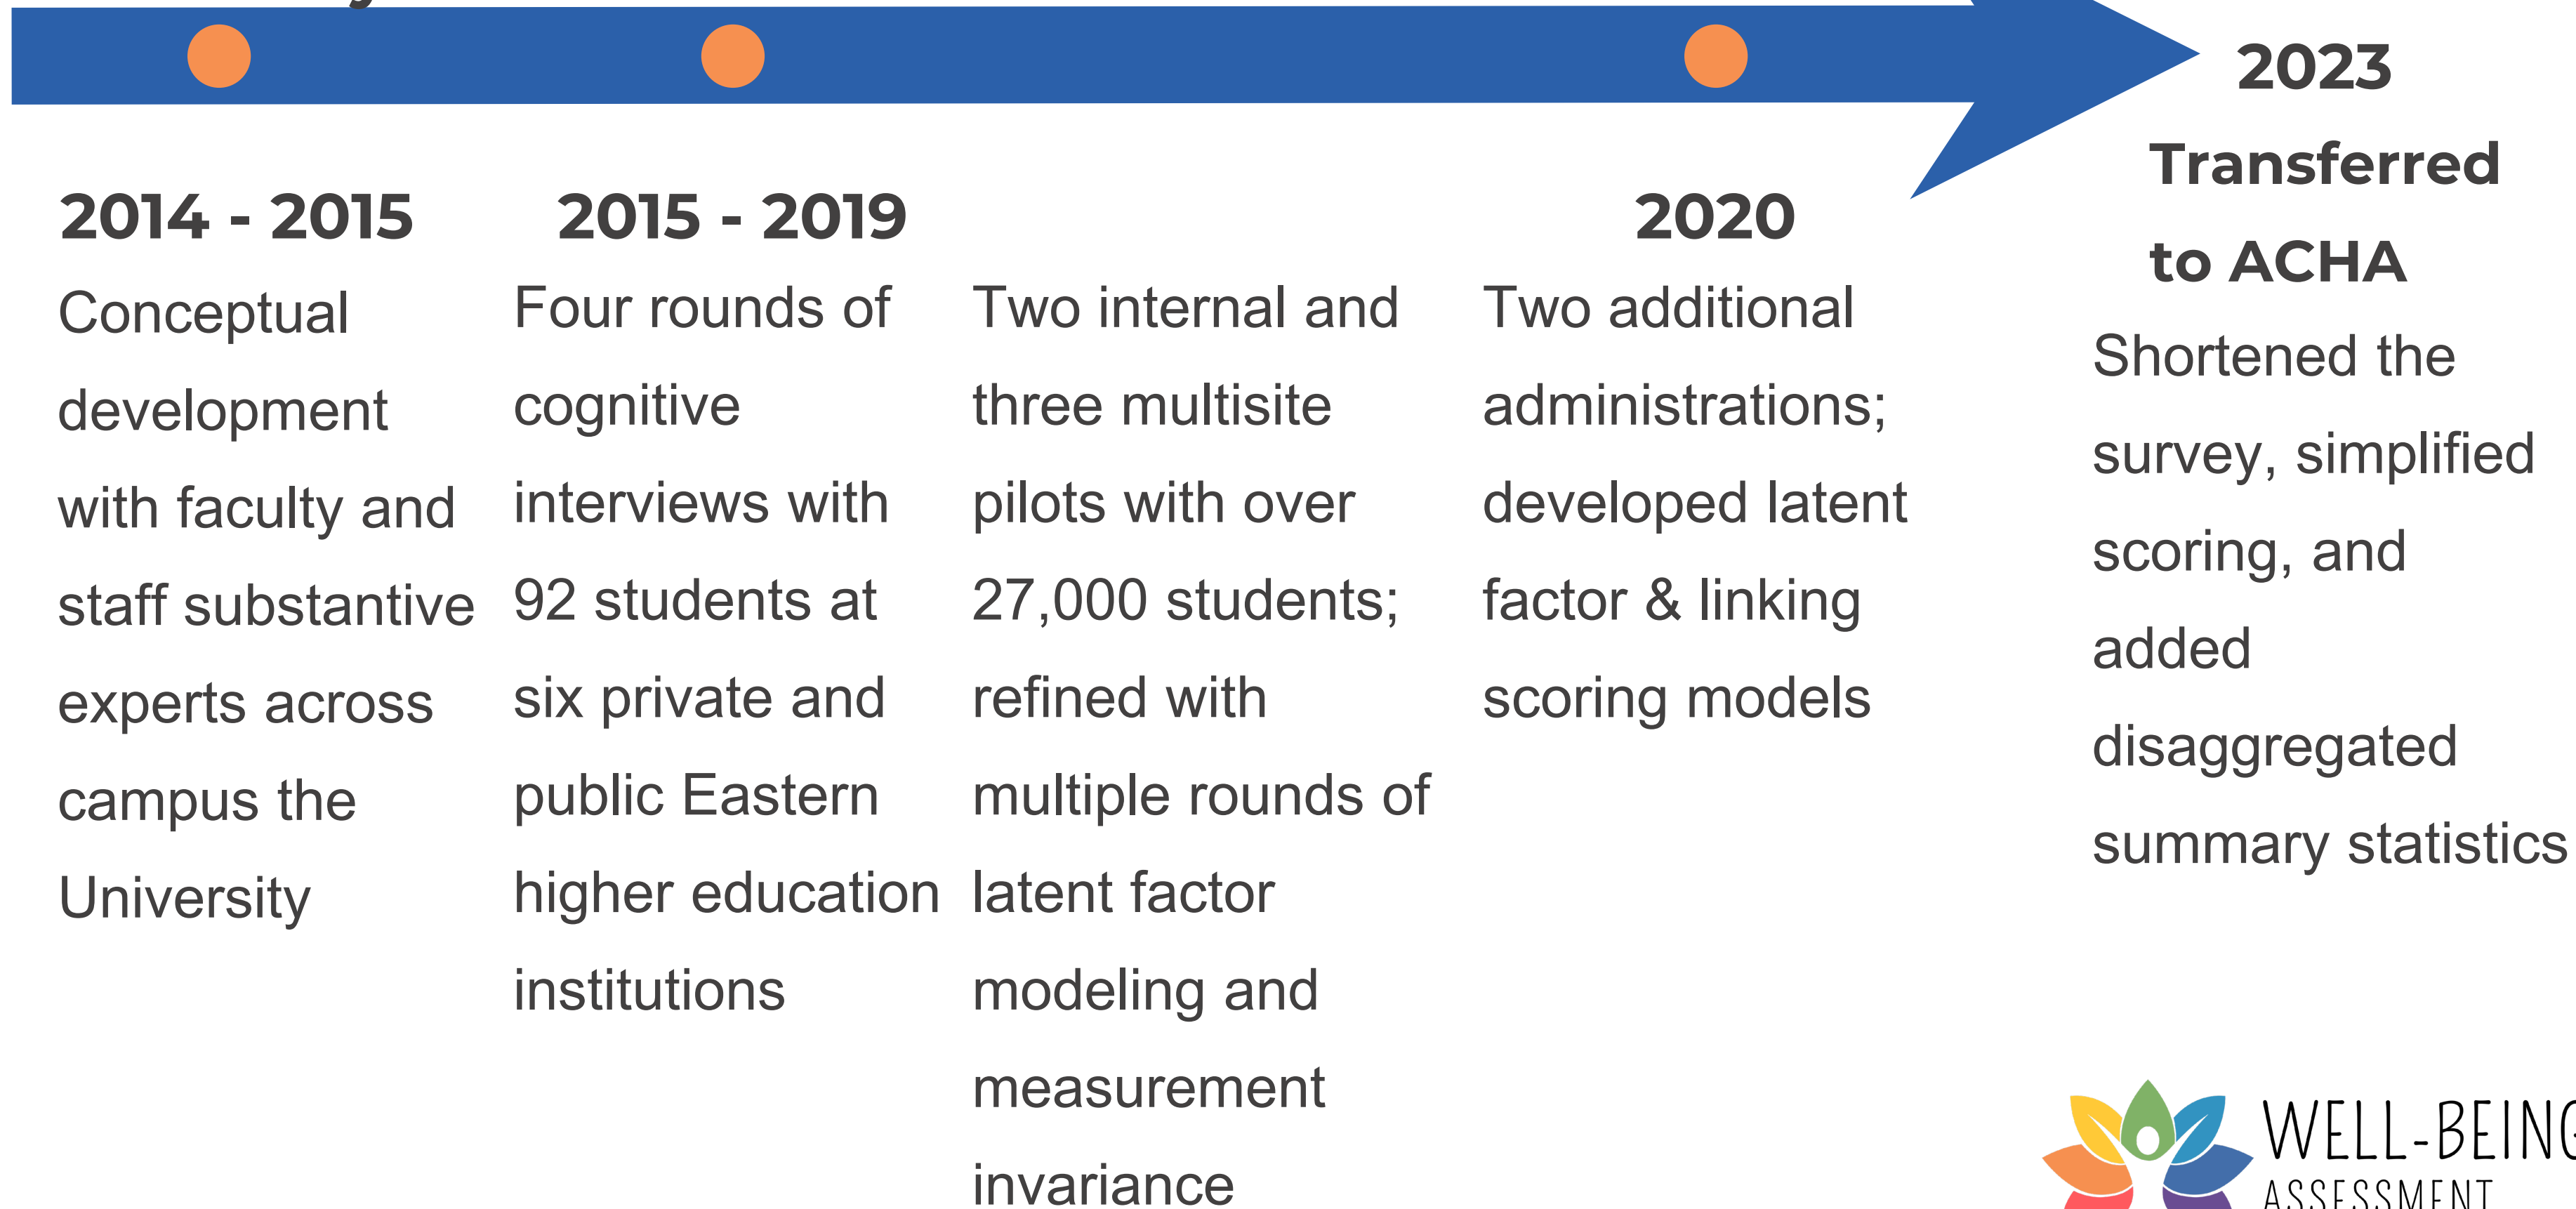 2014 - 2015
Conceptual
development
with faculty and
staff substantive
experts across
campus the
University
2015 - 2019
Four rounds of
cognitive
interviews with
92 students at
six private and
public Eastern
higher education
institutions
Two internal and
three multisite
pilots with over
27,000 students;
refined with
multiple rounds of
latent factor
modeling and
measurement
invariance
2020
Two additional
administrations;
developed latent
factor & linking
scoring models
2023
Transferred
to ACHA
Shortened the
survey, simplified
scoring, and
added
disaggregated
summary statistics
WELL-BEING
ASSESSMENT